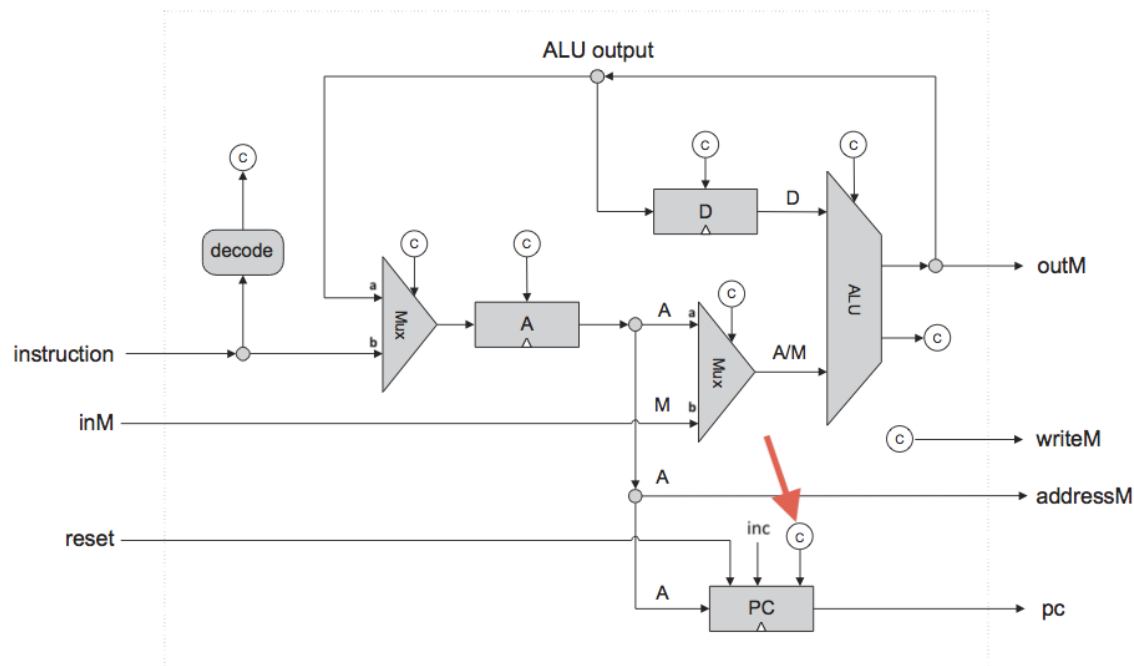 ALU output
C
C
C
D
D
decode
C
C
C
a
A
A
a
outM
Mux
ALU
instruction
b
Mux
A/M
C
inM
M
b
C
writeM
A
addressM
reset
inc
C
A
PC
pc